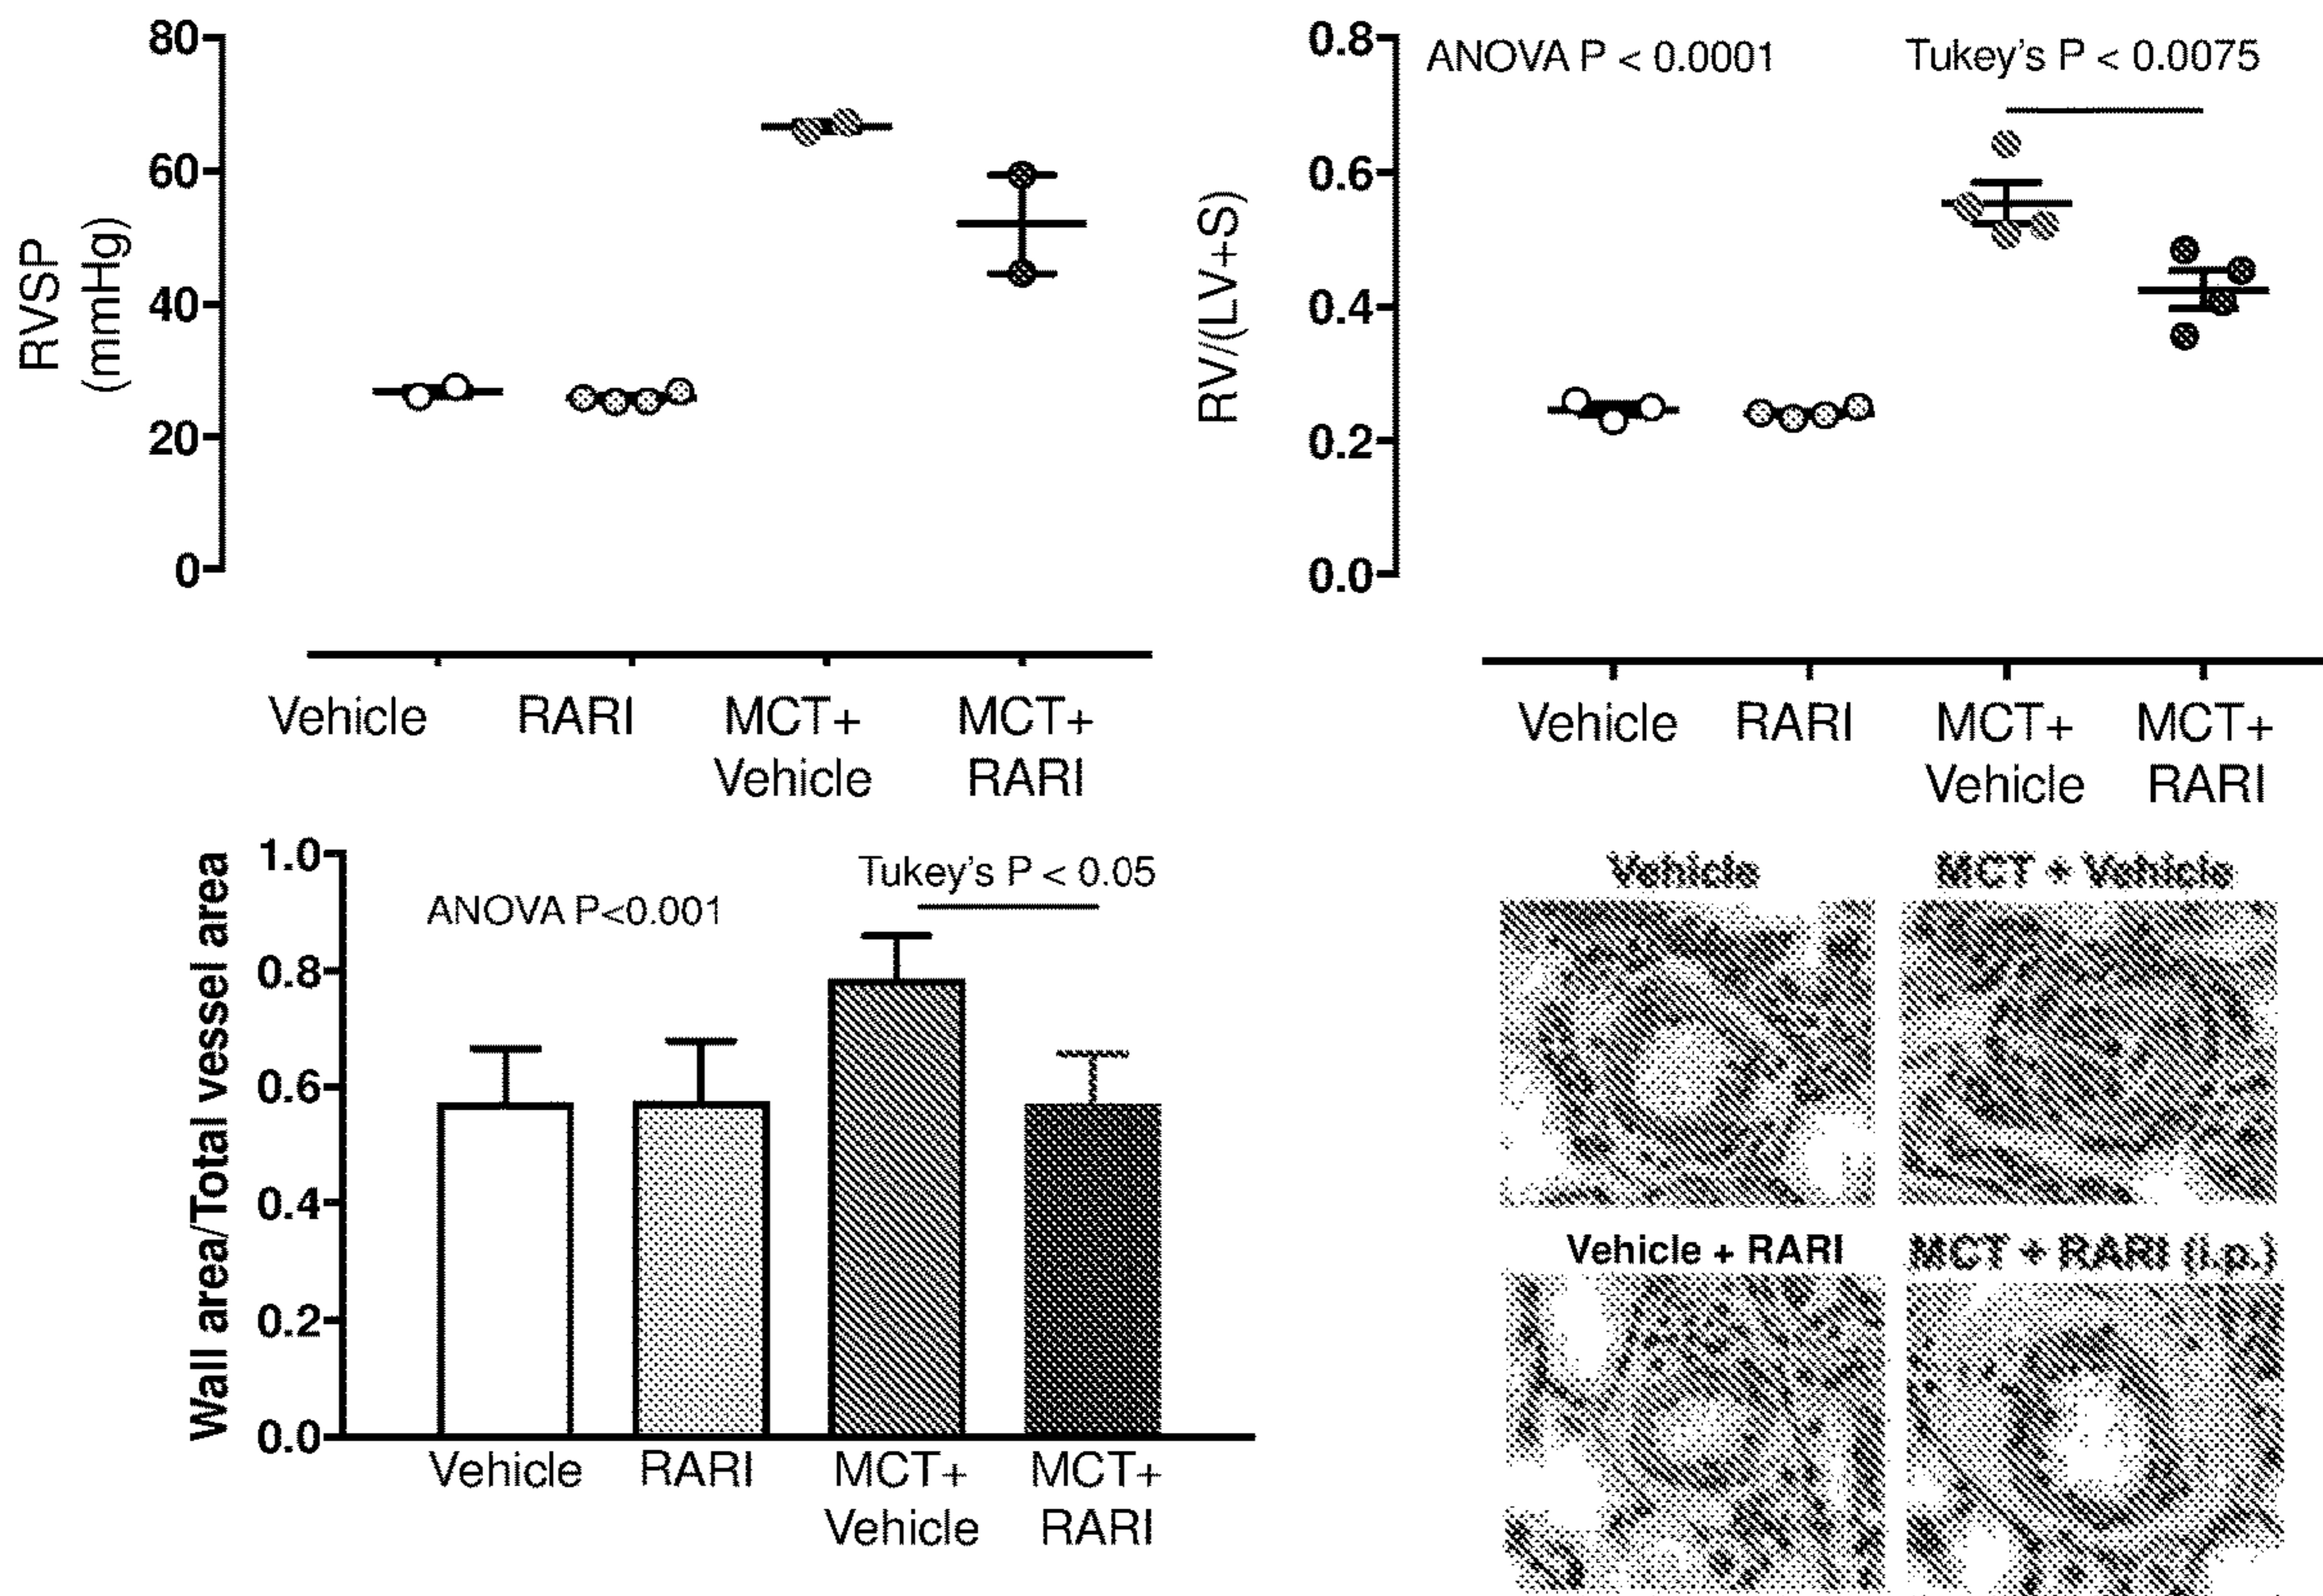 RVSP
(mmHg)
80
60
40
20
0
Vehicle
RARI
MCT+
Vehicle
MCT+
RARI
RV/(LV+S)
0.8
0.6
0.4
0.2
0.0
ANOVA P < 0.0001
Tukey's P < 0.0075
Vehicle
RARI
MCT+
Vehicle
MCT+
RARI
Wall area/Total vessel area
1.0
0.8
0.6
0.4
0.2
0.0
ANOVA P<0.001
Tukey's P < 0.05
Vehicle
RARI
MCT+
Vehicle
MCT+
RARI
Vehicle
MCT + Vehicle
Vehicle + RARI
MCT + RARI (i.p.)